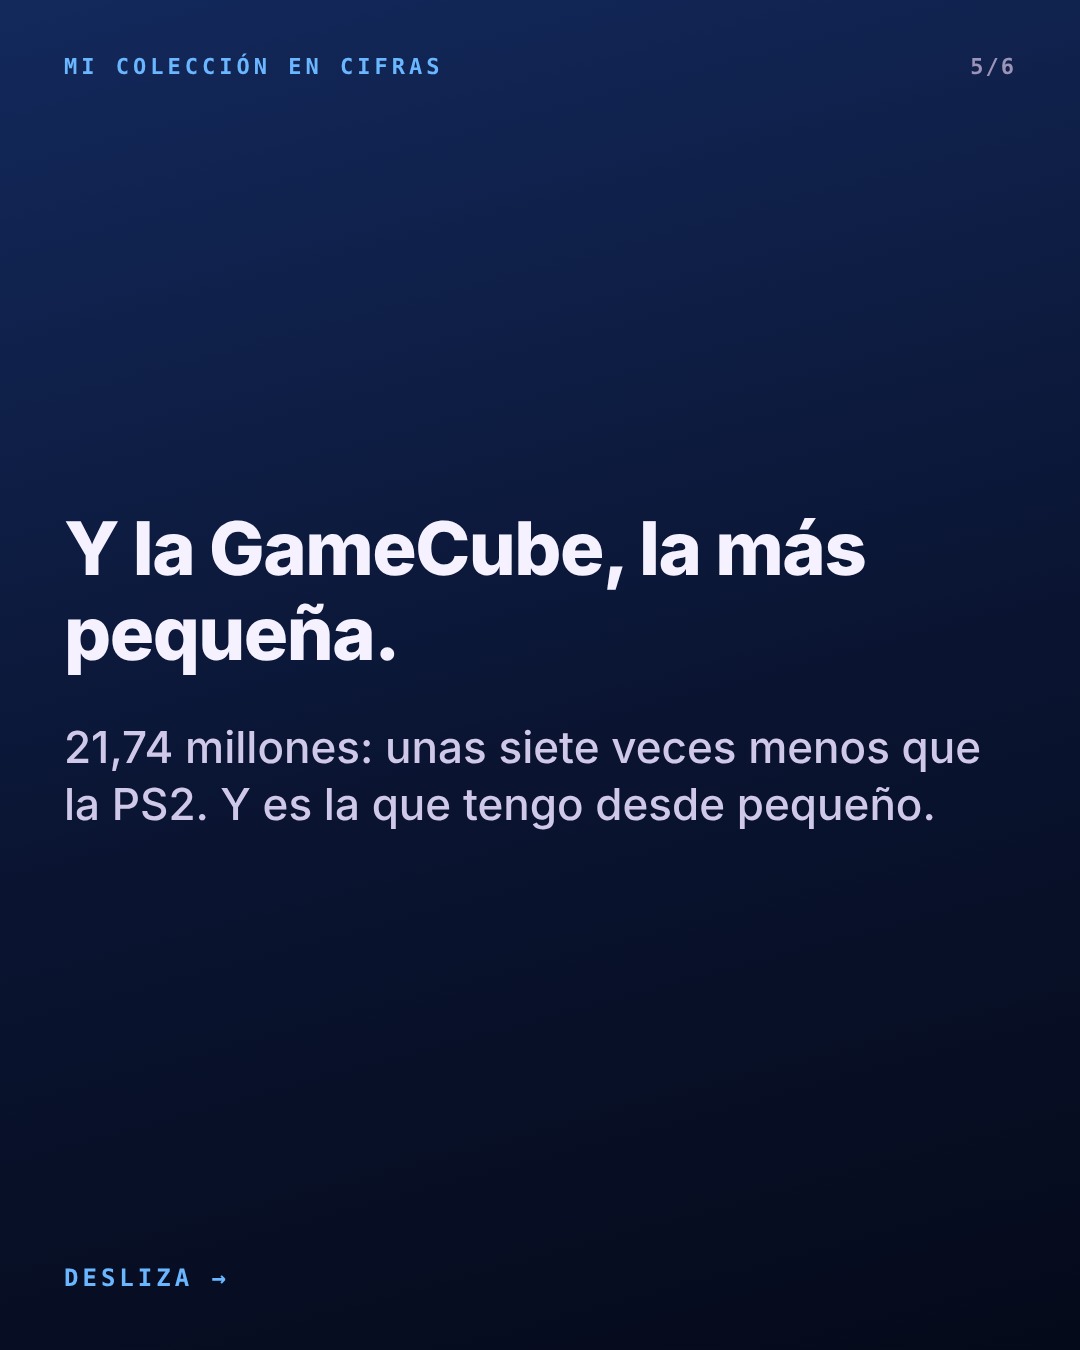 MI COLECCIÓN EN CIFRAS
5/6
Y la GameCube, la más
pequeña.
21,74 millones: unas siete veces menos que
la PS2. Y es la que tengo desde pequeño.
DESLIZA →